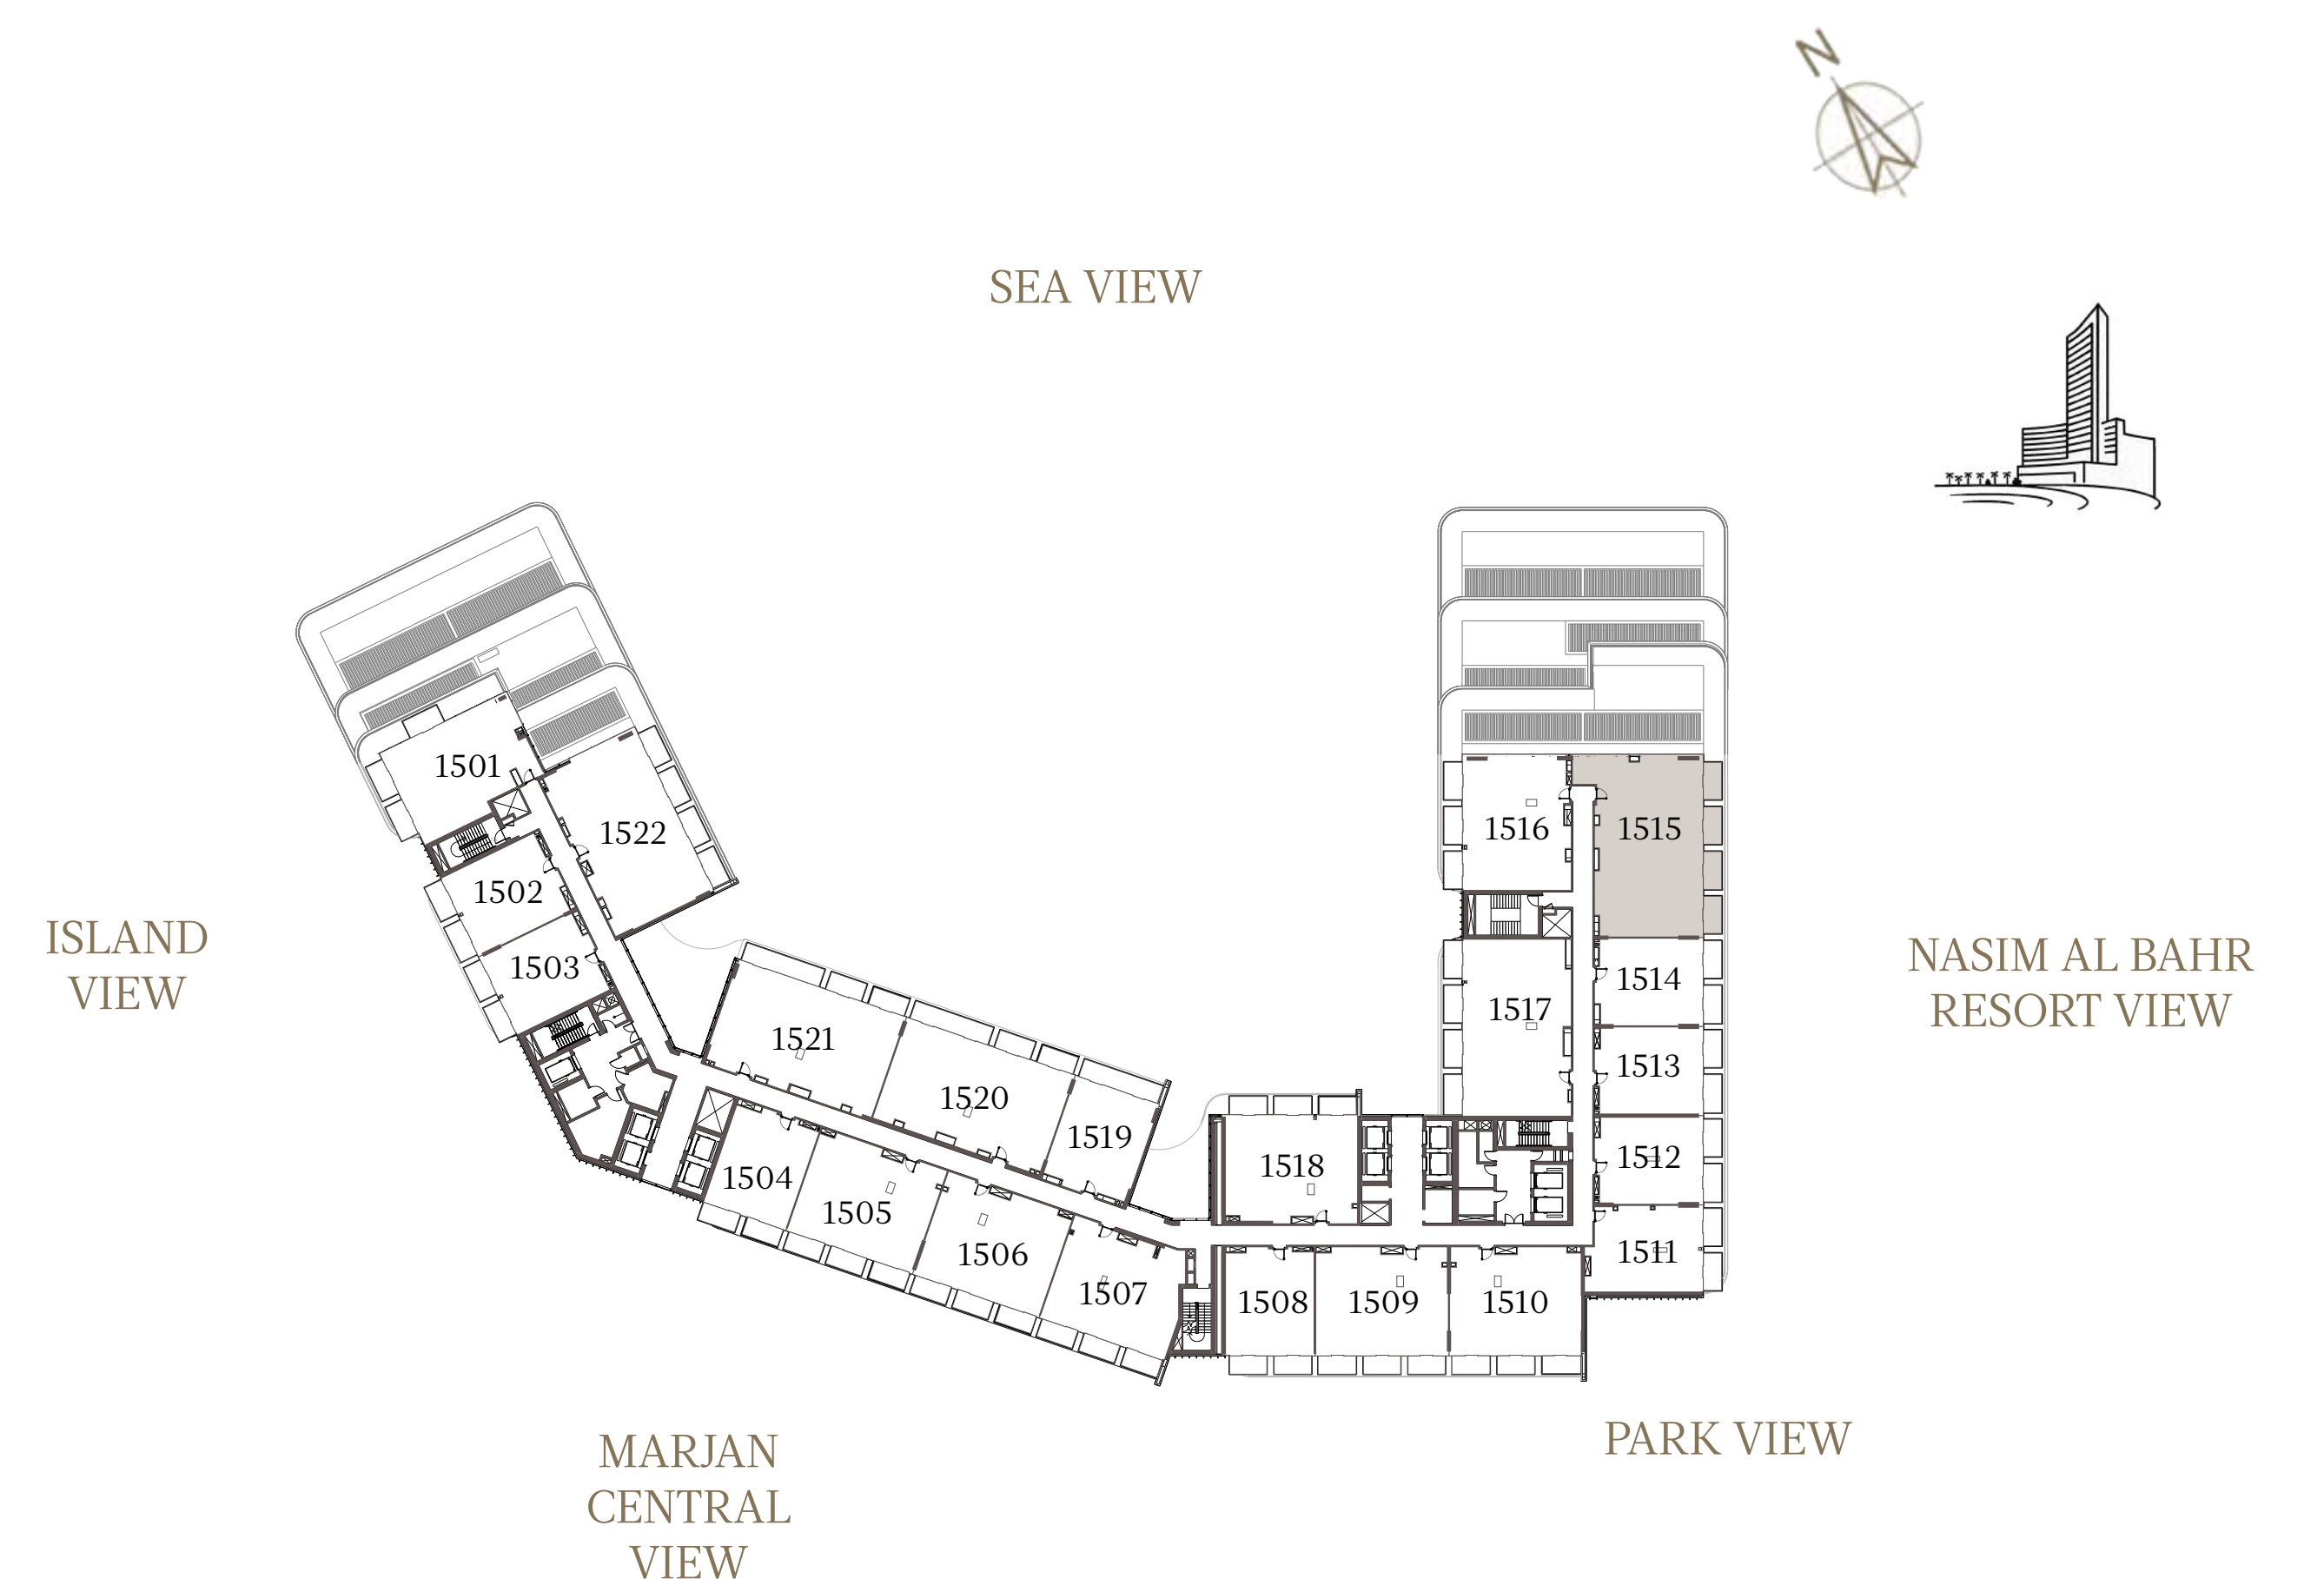 N
SEA VIEW
ISLAND
VIEW
NASIM AL BAHR
RESORT VIEW
1501
1522
1502
1503
1516
1515
1514
1517
1513
1521
1520
1519
1512
1518
1504
1505
1506
1507
1511
1508
1509
1510
PARK VIEW
MARJAN
CENTRAL
VIEW